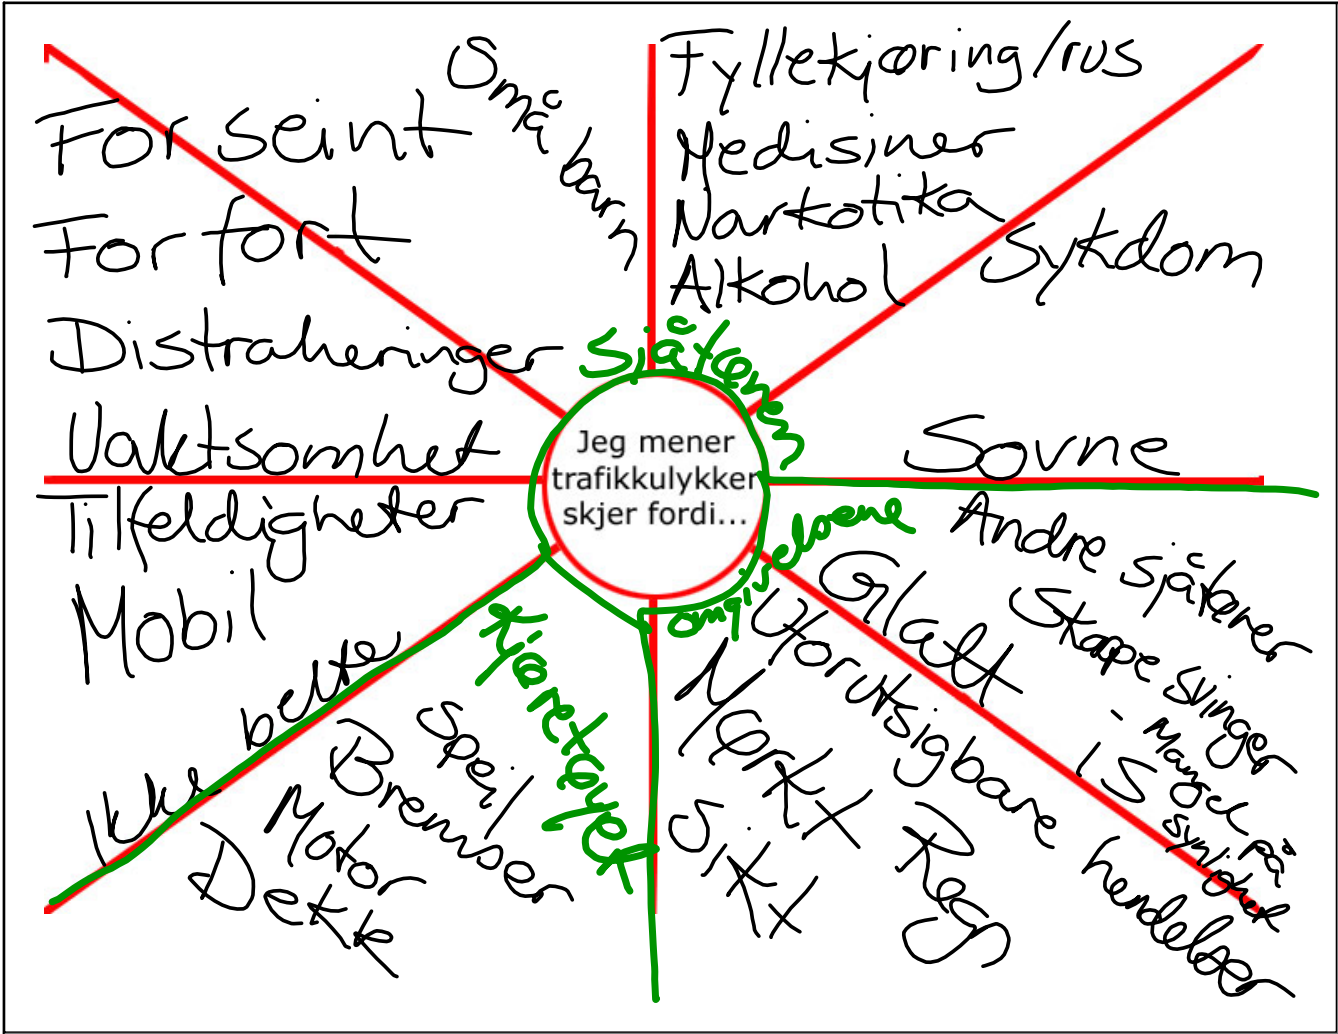 Små barn
Fyllekjøring/rus
For seint
Medisiner
Narkotika
For fort
Sykdom
Alkohol
Distraheringer
Sjåføren
Vaktsomhet
Jeg mener
trafikkulykker
skjer fordi...
Sovne
Tilfeldigheter
Andre sjåfører
omgivelsene
Mobil
Glatt
Skarpe svinger
Uforutsigbare hendelser
Kjøretøyet
Ikke belte
Mørkt
- Mangel på
synlighet
IS
Speil
Bremser
Motor
Dekk
Sikt
Regn